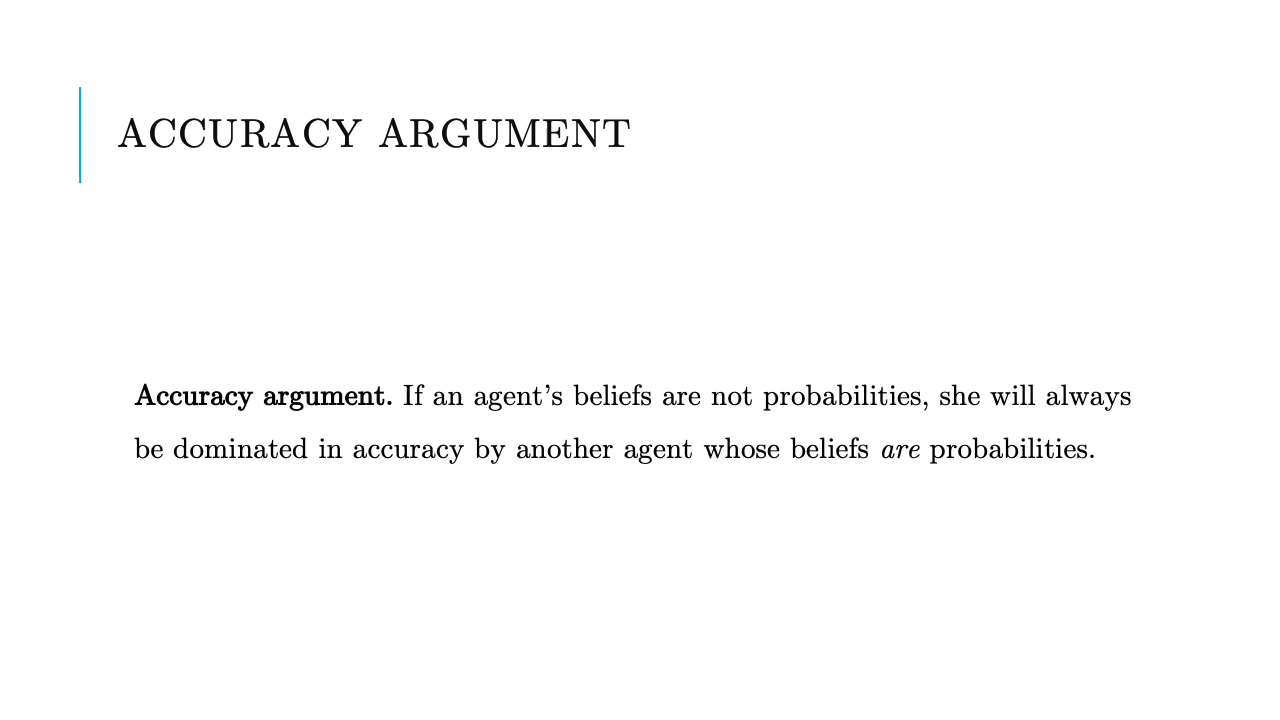 ACCURACY ARGUMENT
Accuracy argument. If an agent’s beliefs are not probabilities, she will always
be dominated in accuracy by another agent whose beliefs are probabilities.